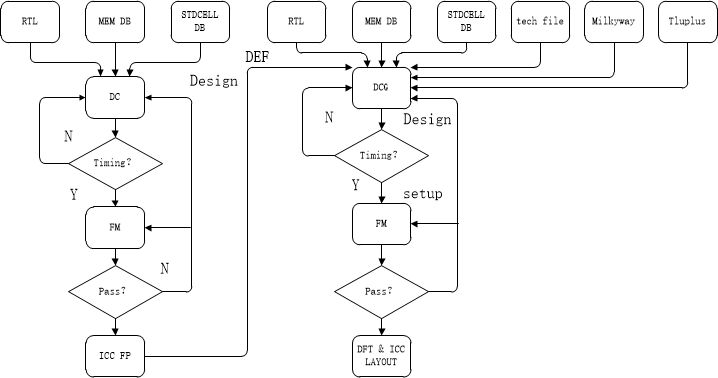 RTL
MEM DB
STDCELL
DB
RTL
MEM DB
STDCELL
DB
tech file
Milkyway
Tluplus
DEF
Design
DC
DCG
N
N
Design
Timing?
Timing?
Y
Y
setup
FM
FM
N
Pass?
Pass?
ICC FP
DFT & ICC
LAYOUT